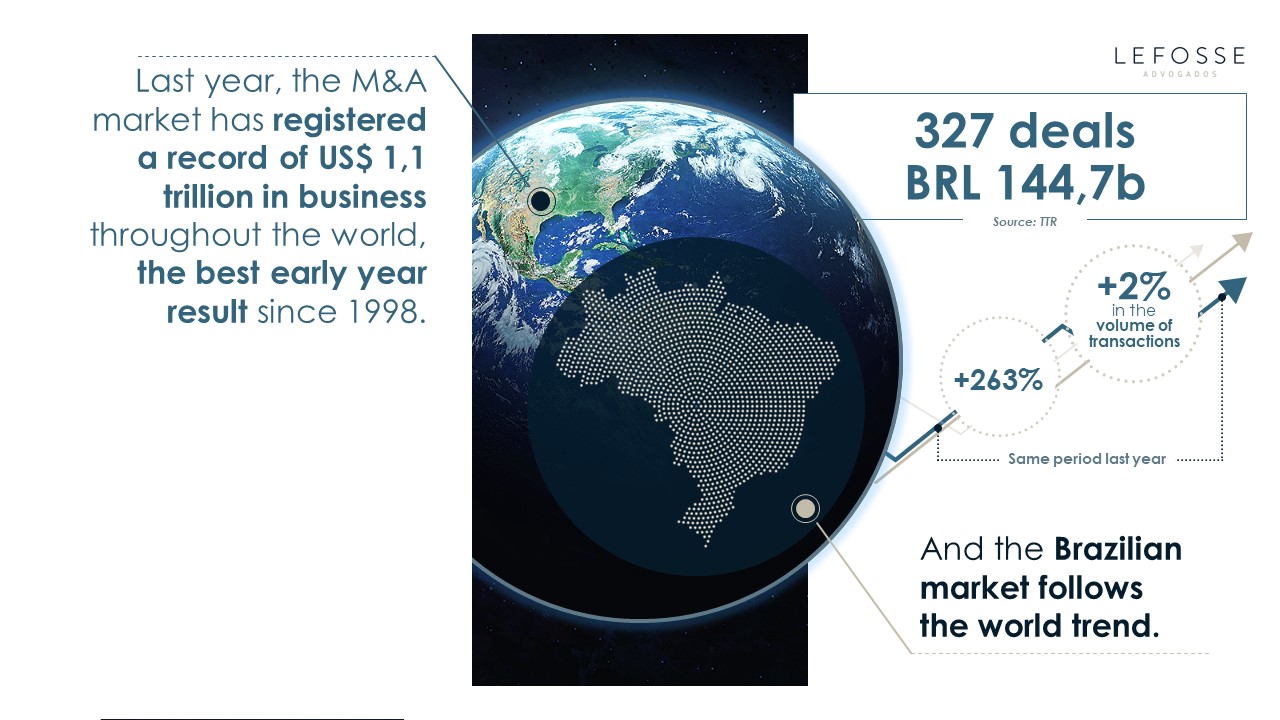 Last year, the M&A
market has registered
a record of US$ 1,1
trillion in business
throughout the world,
the best early year
result since 1998.
LEFOSSE
ADVOGADOS
327 deals
BRL 144,7b
Source: TTR
+2%
in the
volume of
transactions
+263%
Same period last year
And the Brazilian
market follows
the world trend.